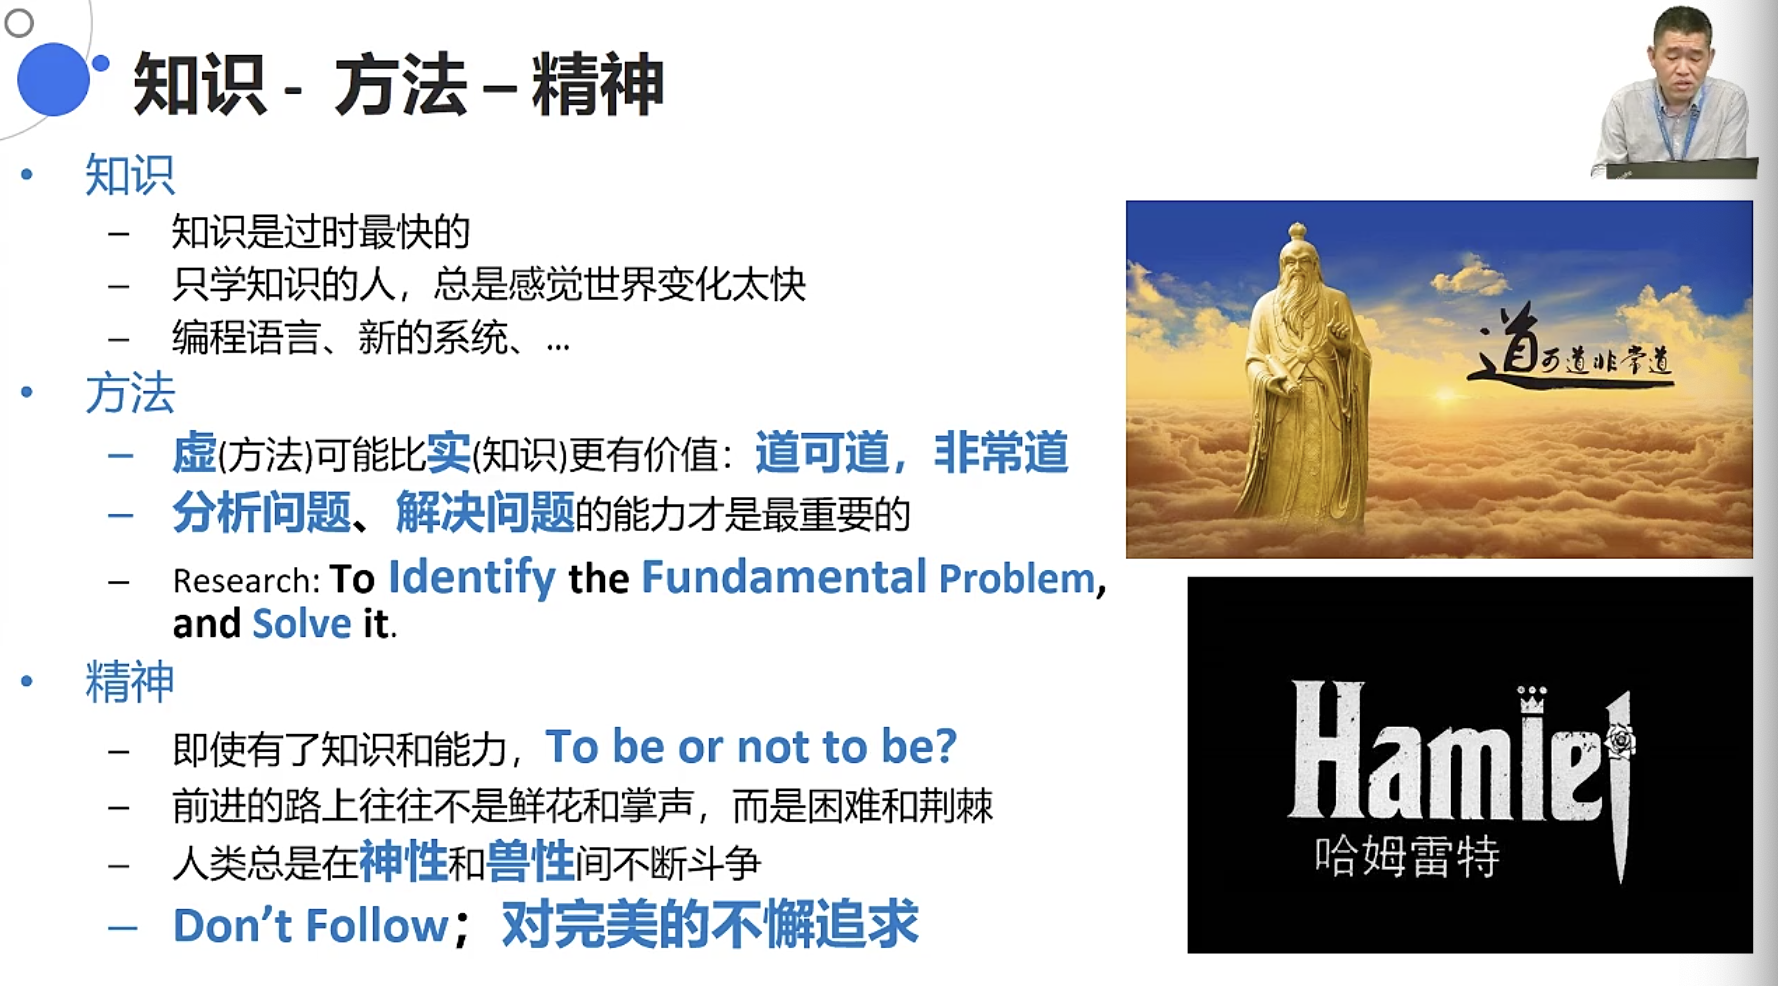 知识 - 方法 – 精神
• 知识
– 知识是过时最快的
– 只学知识的人，总是感觉世界变化太快
– 编程语言、新的系统、...
• 方法
– 虚(方法)可能比实(知识)更有价值：道可道，非常道
– 分析问题、解决问题的能力才是最重要的
– Research: To Identify the Fundamental Problem,
and Solve it.
• 精神
– 即使有了知识和能力，To be or not to be?
– 前进的路上往往不是鲜花和掌声，而是困难和荆棘
– 人类总是在神性和兽性间不断斗争
– Don’t Follow；对完美的不懈追求
道可道非常道
Hamlet
哈姆雷特